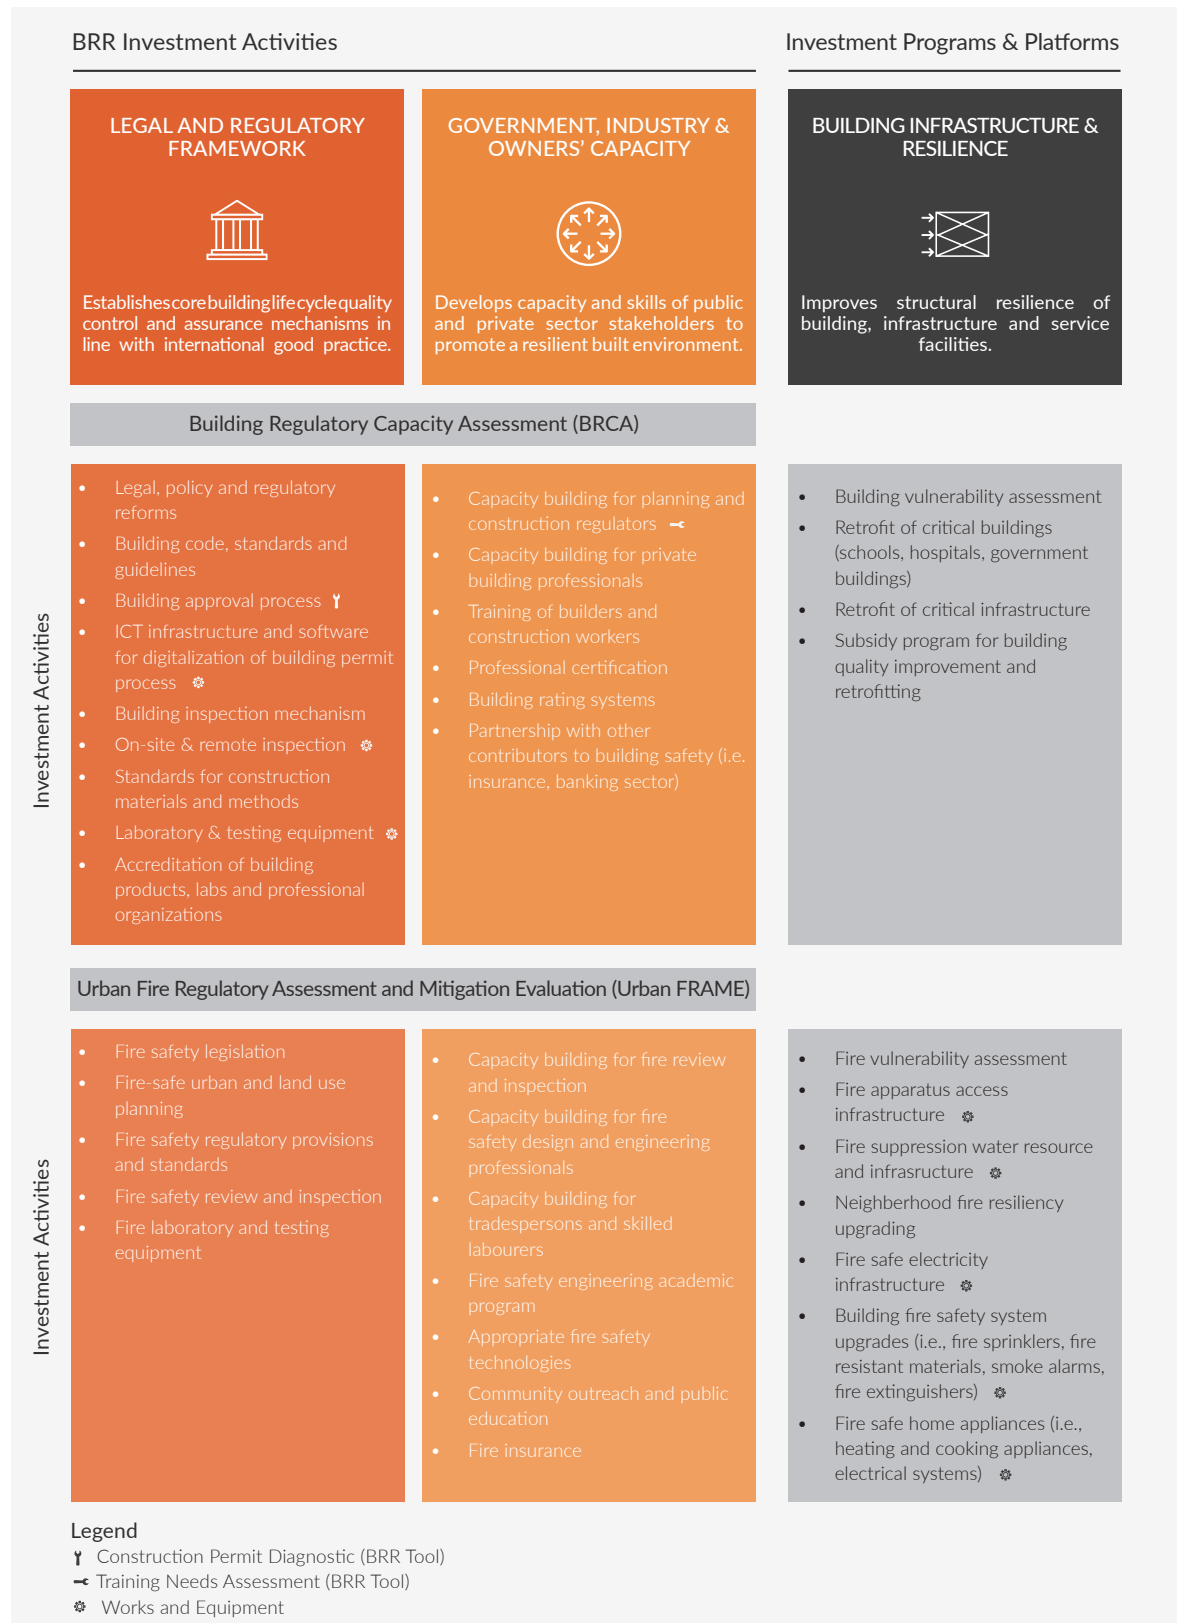 BRR Investment Activities
Investment Programs & Platforms
LEGAL AND REGULATORY
FRAMEWORK
Establishes core building life cycle quality
control and assurance mechanisms in
line with international good practice.
GOVERNMENT, INDUSTRY &
OWNERS' CAPACITY
Develops capacity and skills of public
and private sector stakeholders to
promote a resilient built environment.
BUILDING INFRASTRUCTURE &
RESILIENCE
Improves structural resilience of
building, infrastructure and service
facilities.
Building Regulatory Capacity Assessment (BRCA)
Investment Activities
• Legal, policy and regulatory
reforms
• Building code, standards and
guidelines
• Building approval process
• ICT infrastructure and software
for digitalization of building permit
process
• Building inspection mechanism
• On-site & remote inspection
• Standards for construction
materials and methods
• Laboratory & testing equipment
• Accreditation of building
products, labs and professional
organizations
• Capacity building for planning and
construction regulators
• Capacity building for private
building professionals
• Training of builders and
construction workers
• Professional certification
• Building rating systems
• Partnership with other
contributors to building safety (i.e.
insurance, banking sector)
• Building vulnerability assessment
• Retrofit of critical buildings
(schools, hospitals, government
buildings)
• Retrofit of critical infrastructure
• Subsidy program for building
quality improvement and
retrofitting
Urban Fire Regulatory Assessment and Mitigation Evaluation (Urban FRAME)
Investment Activities
• Fire safety legislation
• Fire-safe urban and land use
planning
• Fire safety regulatory provisions
and standards
• Fire safety review and inspection
• Fire laboratory and testing
equipment
• Capacity building for fire review
and inspection
• Capacity building for fire
safety design and engineering
professionals
• Capacity building for
tradespersons and skilled
labourers
• Fire safety engineering academic
program
• Appropriate fire safety
technologies
• Community outreach and public
education
• Fire insurance
• Fire vulnerability assessment
• Fire apparatus access
infrastructure
• Fire suppression water resource
and infrasructure
• Neighberhood fire resiliency
upgrading
• Fire safe electricity
infrastructure
• Building fire safety system
upgrades (i.e., fire sprinklers, fire
resistant materials, smoke alarms,
fire extinguishers)
• Fire safe home appliances (i.e.,
heating and cooking appliances,
electrical systems)
Legend
Construction Permit Diagnostic (BRR Tool)
Training Needs Assessment (BRR Tool)
Works and Equipment